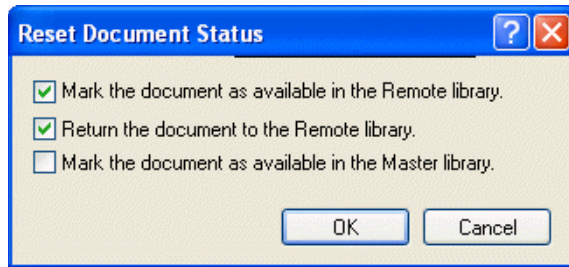 Reset Document Status
Mark the document as available in the Remote library.
Return the document to the Remote library.
Mark the document as available in the Master library.
OK Cancel